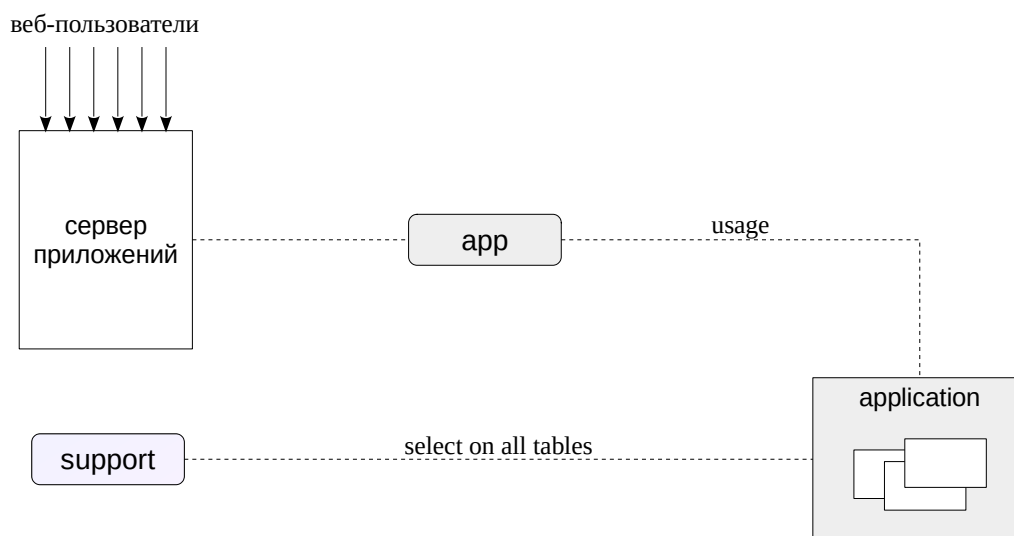 веб-пользователи
сервер
приложений
app
usage
application
support
select on all tables